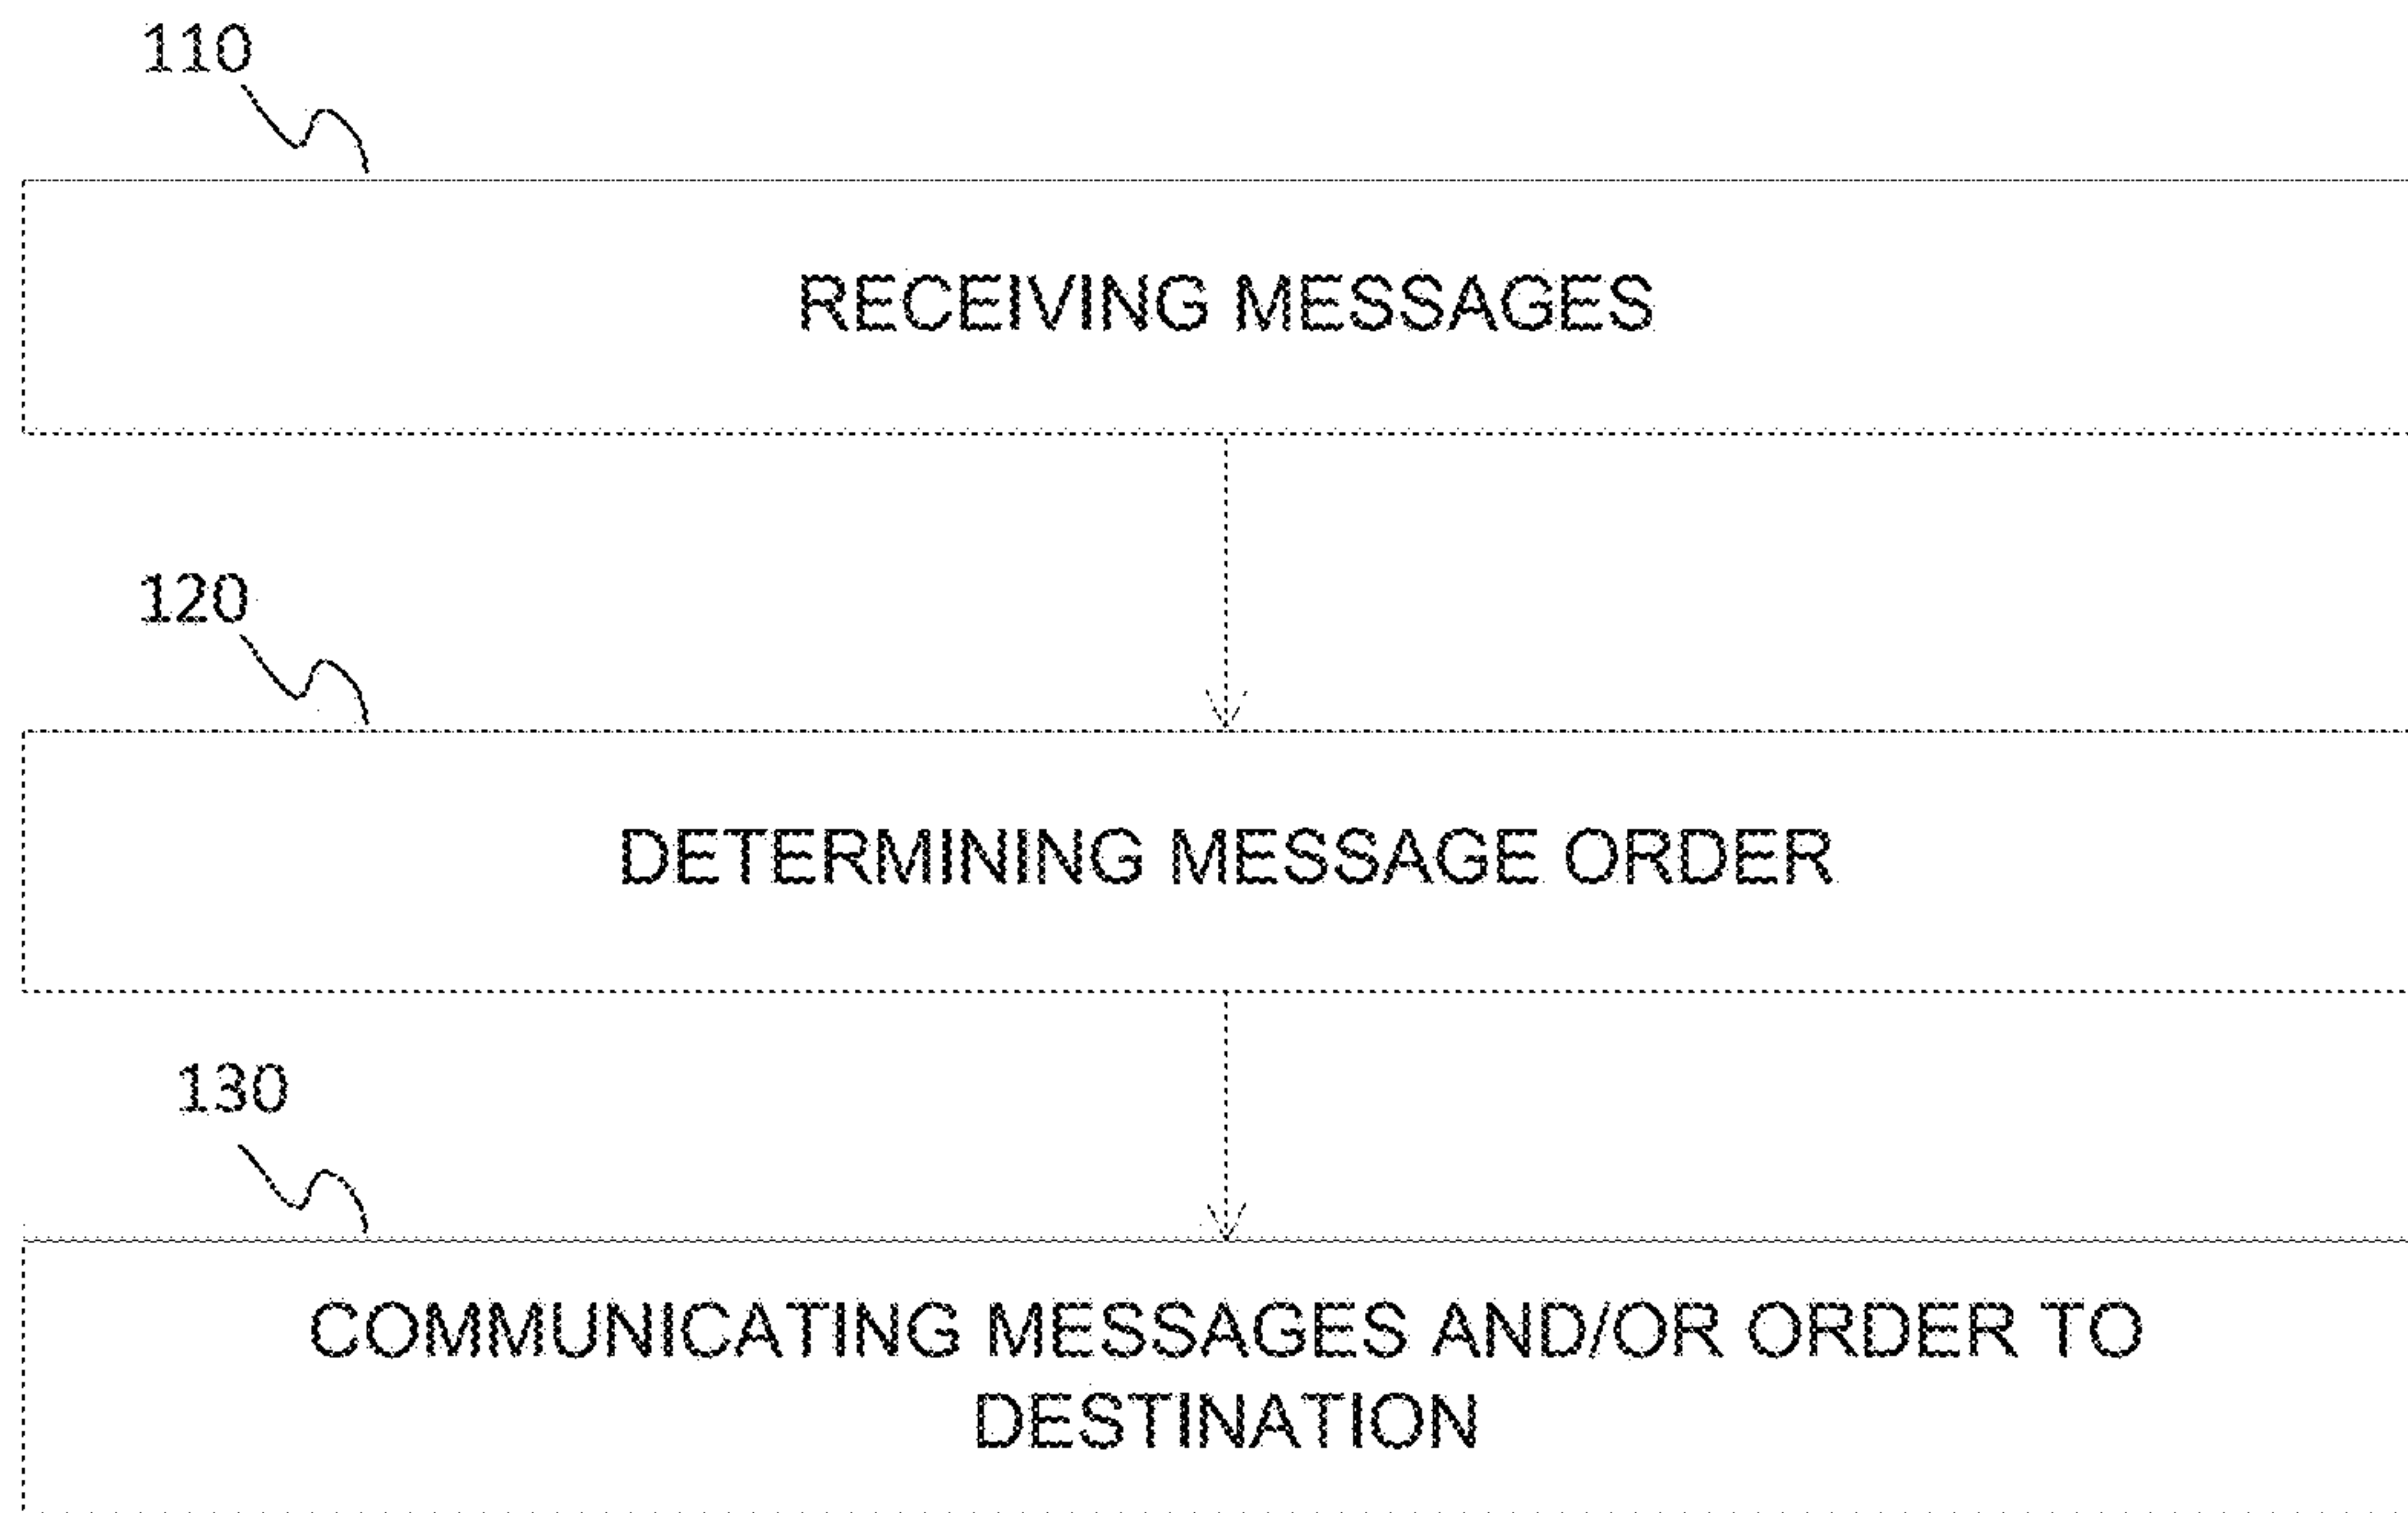 110
RECEIVING MESSAGES
120
DETERMINING MESSAGE ORDER
130
COMMUNICATING MESSAGES AND/OR ORDER TO
DESTINATION